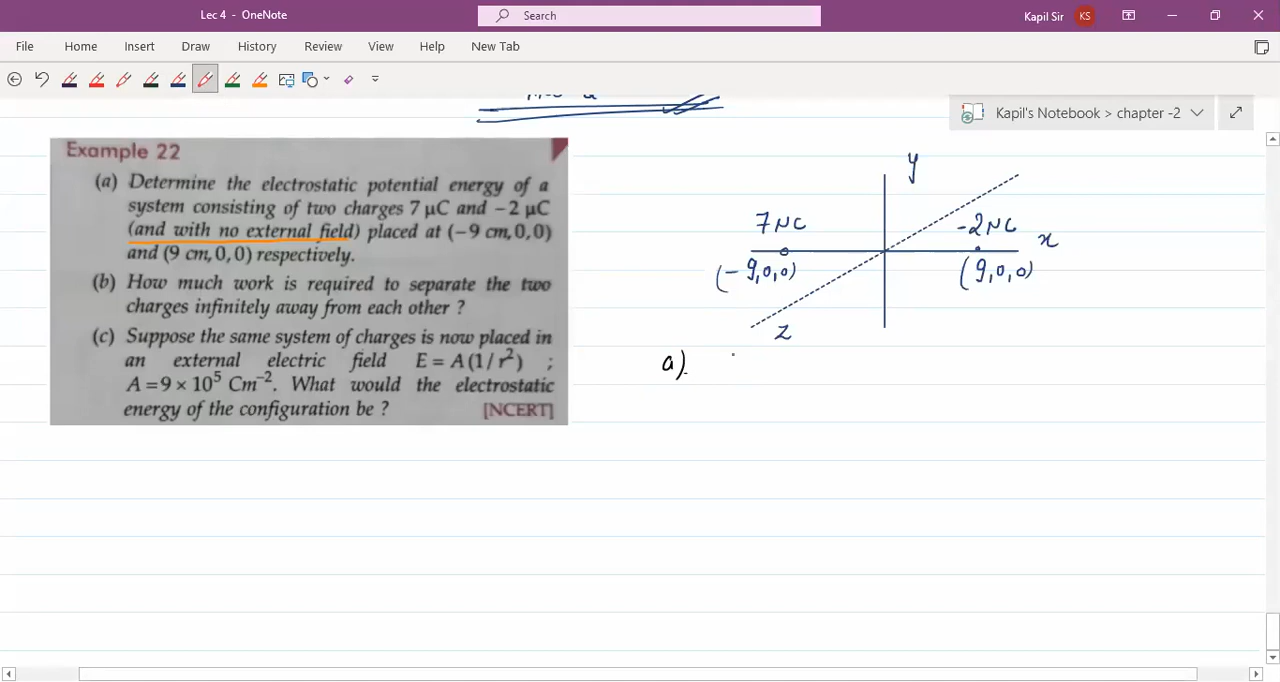 Lec 4 - OneNote
Search
Kapil Sir KS
File Home Insert Draw History Review View Help New Tab
Kapil's Notebook > chapter -2
Example 22
(a) Determine the electrostatic potential energy of a
system consisting of two charges 7 μC and −2 μC
(and with no external field) placed at (−9 cm, 0, 0)
and (9 cm, 0, 0) respectively.
(b) How much work is required to separate the two
charges infinitely away from each other ?
(c) Suppose the same system of charges is now placed in
an external electric field E = A(1/r²) ;
A = 9 × 10⁵ Cm⁻². What would the electrostatic
energy of the configuration be ? [NCERT]
y
7 μC -2 μC
x
(-9,0,0) (9,0,0)
z
a).